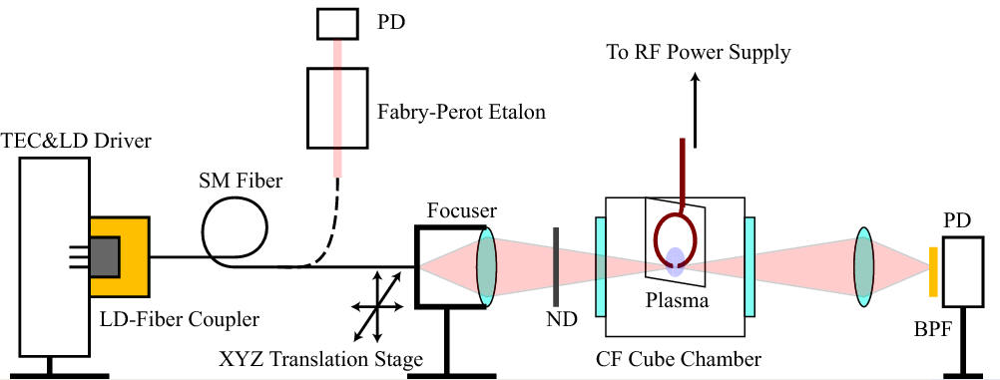 PD
To RF Power Supply
Fabry-Perot Etalon
TEC&LD Driver
SM Fiber
Focuser
PD
Plasma
ND
LD-Fiber Coupler
BPF
XYZ Translation Stage
CF Cube Chamber